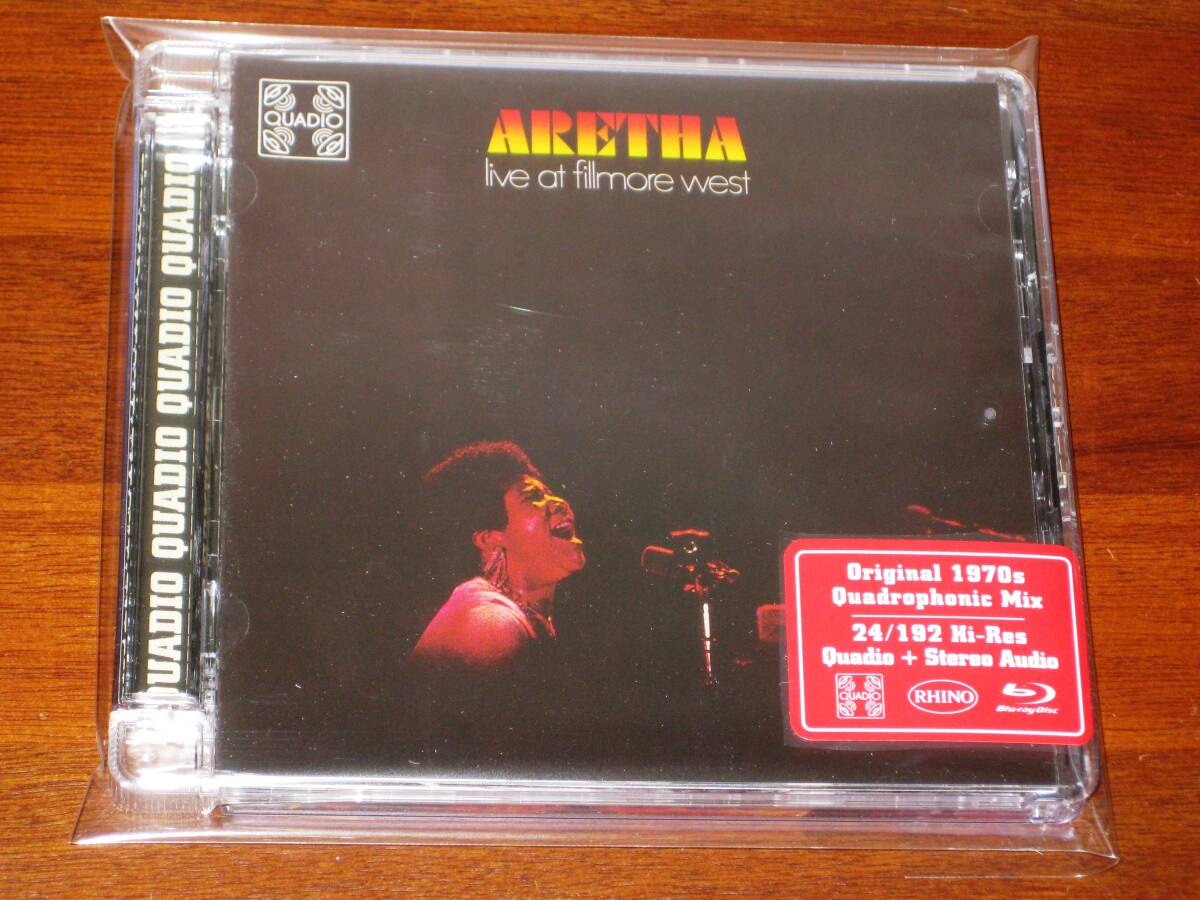 QUADIO
ARETHA
live at fillmore west
QUADIO QUADIO QUADIO QUADIO
Original 1970s
Quadrophonic Mix
24/192 Hi-Res
Quadio + Stereo Audio
QUADIO
RHINO
Blu-ray Disc